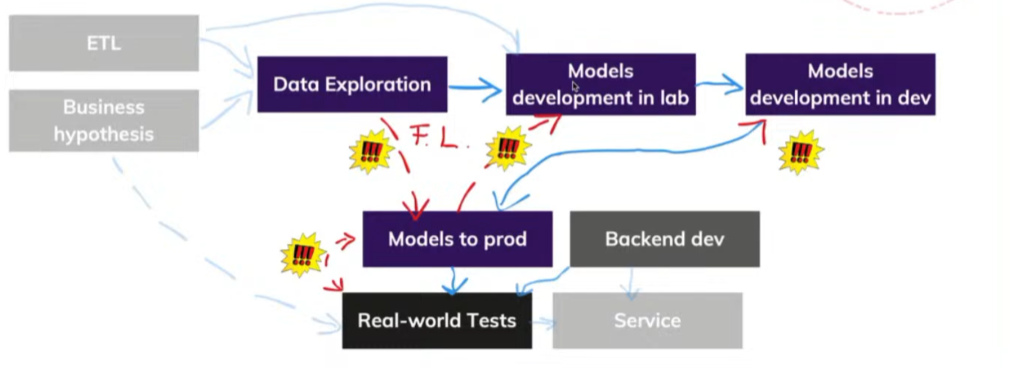 ETL
Business
hypothesis
Data Exploration
Models
development in lab
Models
development in dev
!!!
F.L.
!!!
!!!
Models to prod
Backend dev
!!!
Real-world Tests
Service